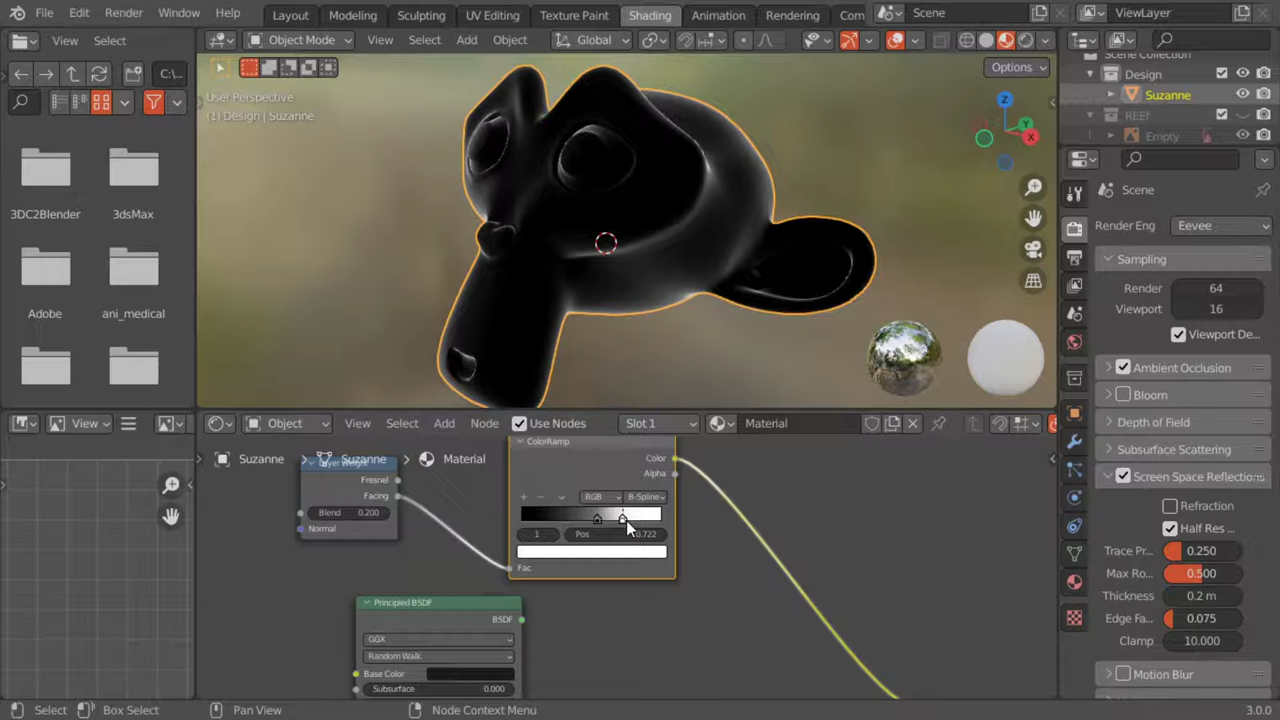 File Edit Render Window Help Layout Modeling Sculpting UV Editing Texture Paint Shading Animation Rendering Com Scene ViewLayer
View Select Object Mode View Select Add Object Global
C:\
Options
Scene Collection
Design
Suzanne
REEF
Empty
User Perspective
(1) Design | Suzanne
Z
Y
X
3DC2Blender 3dsMax
Adobe ani_medical
Scene
Render Eng Eevee
Sampling
Render 64
Viewport 16
Viewport De...
Ambient Occlusion
Bloom
Depth of Field
Subsurface Scattering
Screen Space Reflection
Refraction
Half Res ...
Trace Pr... 0.250
Max Ro... 0.500
Thickness 0.2 m
Edge Fa... 0.075
Clamp 10.000
Motion Blur
View Object View Select Add Node Use Nodes Slot 1 Material
Suzanne > Suzanne > Material
Layer Weight
Fresnel
Facing
Blend 0.200
Normal
ColorRamp
Color
Alpha
RGB B-Spline
1 Pos 0.722
Fac
Principled BSDF
BSDF
GGX
Random Walk
Base Color
Subsurface 0.000
Select Box Select Pan View Node Context Menu 3.0.0